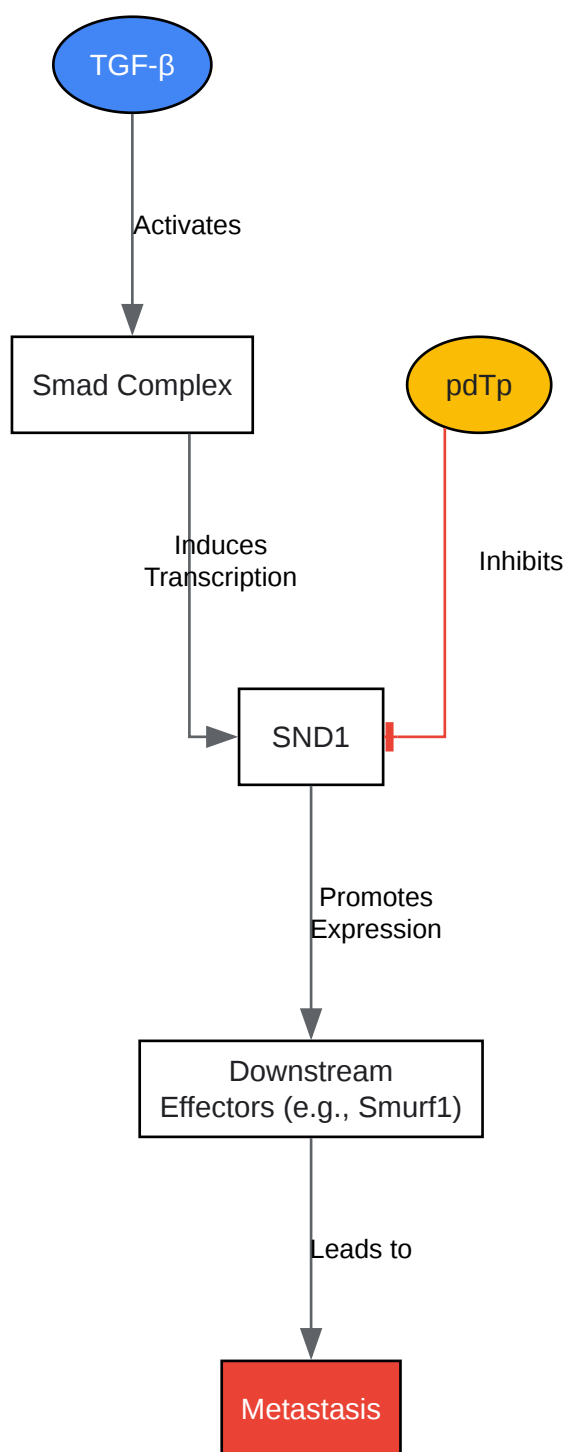 TGF-β
Activates
Smad Complex
pdTp
Induces
Transcription
Inhibits
SND1
Promotes
Expression
Downstream
Effectors (e.g., Smurf1)
Leads to
Metastasis